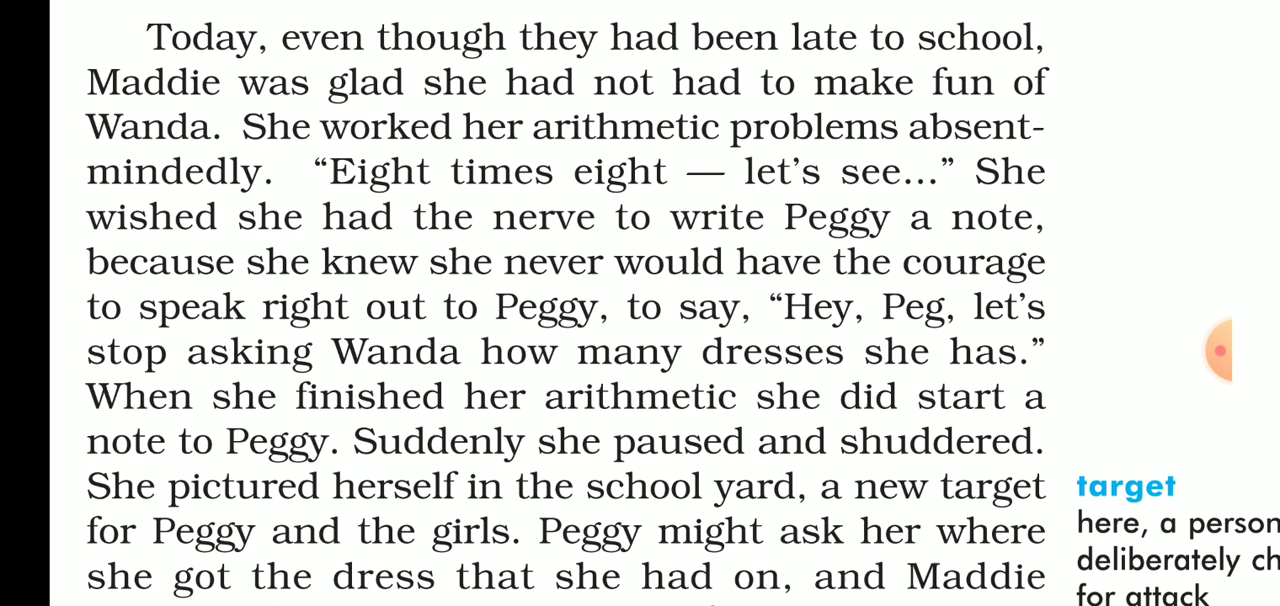 Today, even though they had been late to school,
Maddie was glad she had not had to make fun of
Wanda. She worked her arithmetic problems absent-
mindedly. “Eight times eight — let’s see...” She
wished she had the nerve to write Peggy a note,
because she knew she never would have the courage
to speak right out to Peggy, to say, “Hey, Peg, let’s
stop asking Wanda how many dresses she has.”
When she finished her arithmetic she did start a
note to Peggy. Suddenly she paused and shuddered.
She pictured herself in the school yard, a new target
for Peggy and the girls. Peggy might ask her where
she got the dress that she had on, and Maddie
target
here, a person
deliberately ch
for attack